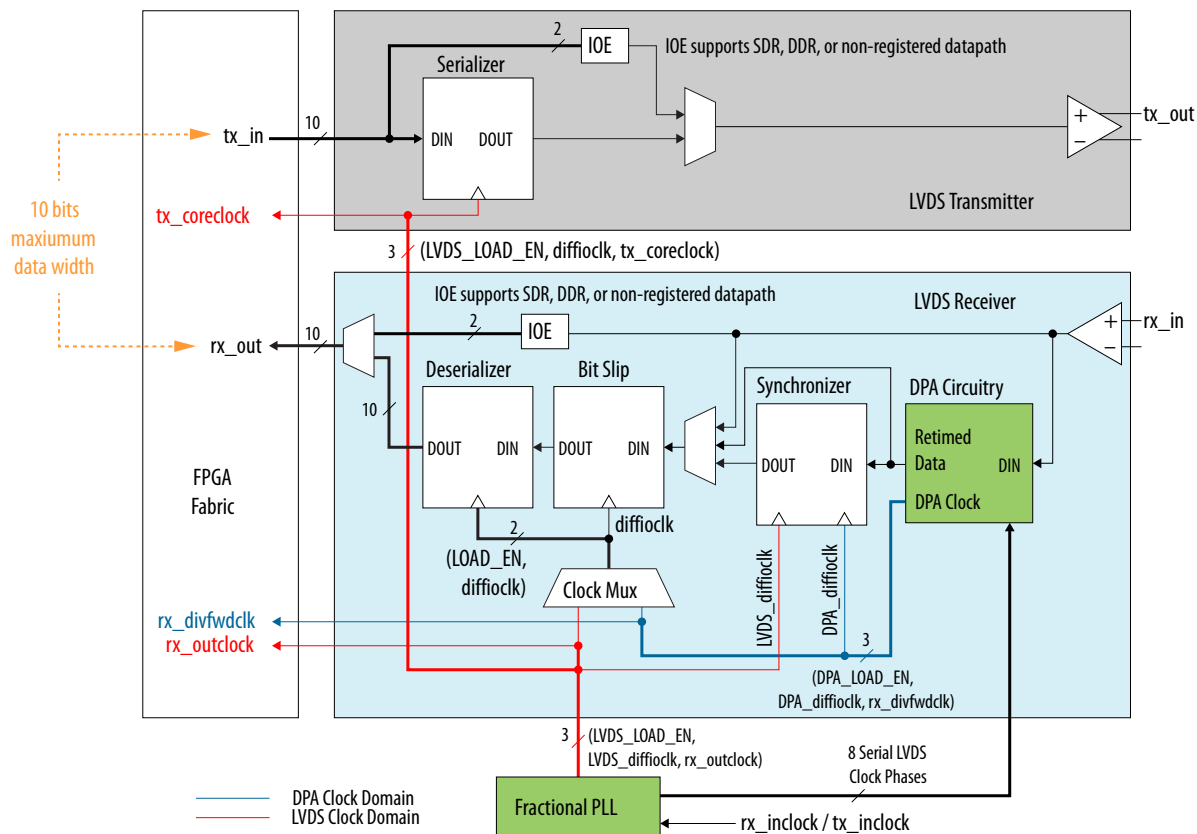 2
IOE
IOE supports SDR, DDR, or non-registered datapath
Serializer
tx_in
10
DIN
DOUT
+
−
tx_out
10 bits
maxiumum
data width
tx_coreclock
LVDS Transmitter
3
(LVDS_LOAD_EN, diffioclk, tx_coreclock)
IOE supports SDR, DDR, or non-registered datapath
LVDS Receiver
rx_out
10
2
IOE
+
−
rx_in
Deserializer
Bit Slip
Synchronizer
DPA Circuitry
10
DOUT
DIN
DOUT
DIN
DOUT
DIN
Retimed
Data
DIN
DPA Clock
FPGA
Fabric
2
(LOAD_EN,
diffioclk)
diffioclk
Clock Mux
LVDS_diffioclk
DPA_diffioclk
rx_divfwdclk
rx_outclock
3
(DPA_LOAD_EN,
DPA_diffioclk, rx_divfwdclk)
3
(LVDS_LOAD_EN,
LVDS_diffioclk, rx_outclock)
8 Serial LVDS
Clock Phases
DPA Clock Domain
LVDS Clock Domain
Fractional PLL
rx_inclock / tx_inclock